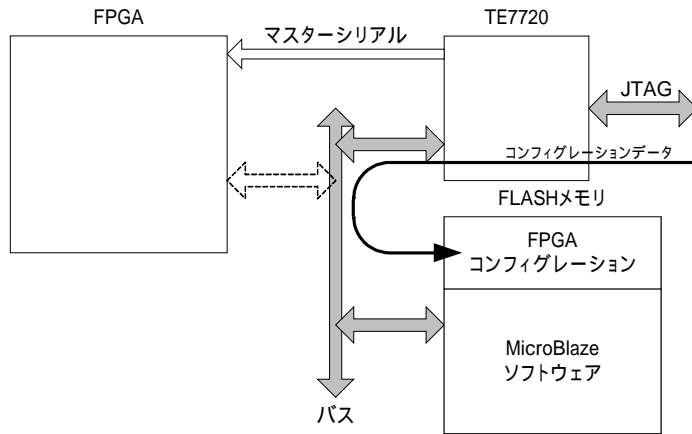 FPGA
TE7720
マスターシリアル
JTAG
コンフィグレーションデータ
FLASHメモリ
FPGA
コンフィグレーション
MicroBlaze
ソフトウェア
バス